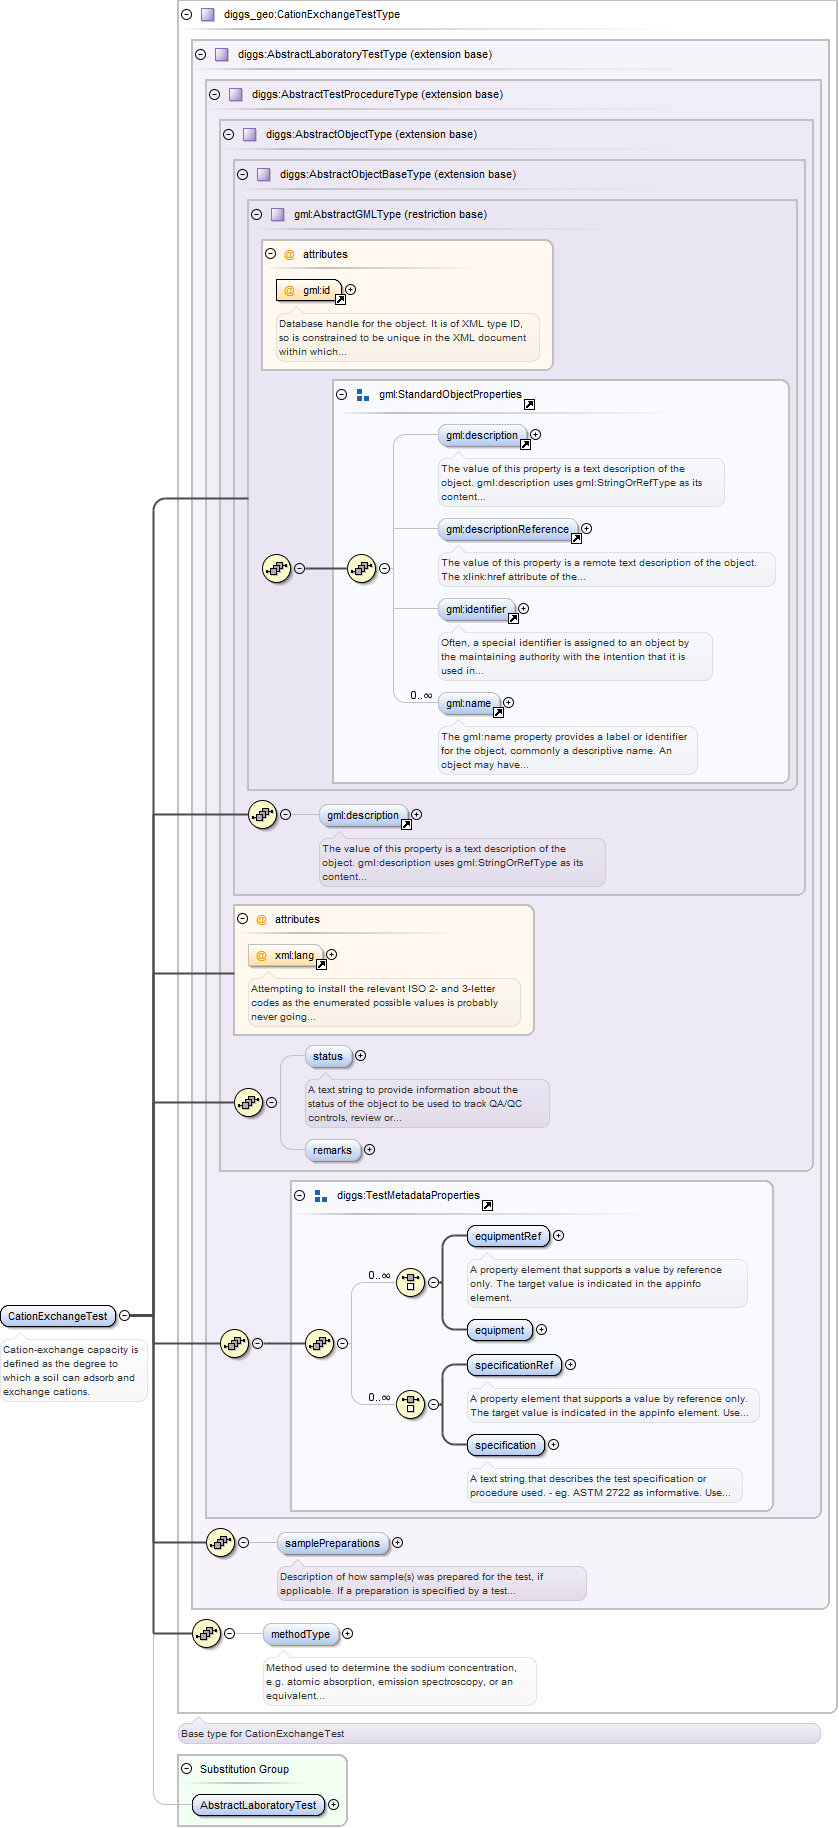 diggs_geo:CationExchangeTestType
diggs:AbstractLaboratoryTestType (extension base)
diggs:AbstractTestProcedureType (extension base)
diggs:AbstractObjectType (extension base)
diggs:AbstractObjectBaseType (extension base)
gml:AbstractGMLType (restriction base)
@ attributes
@ gml:id
Database handle for the object. It is of XML type ID,
so is constrained to be unique in the XML document
within which...
gml:StandardObjectProperties
gml:description
The value of this property is a text description of the
object. gml:description uses gml:StringOrRefType as its
content...
gml:descriptionReference
The value of this property is a remote text description of the object.
The xlink:href attribute of the...
gml:identifier
Often, a special identifier is assigned to an object by
the maintaining authority with the intention that it is
used in...
0..∞
gml:name
The gml:name property provides a label or identifier
for the object, commonly a descriptive name. An
object may have...
gml:description
The value of this property is a text description of the
object. gml:description uses gml:StringOrRefType as its
content...
@ attributes
@ xml:lang
Attempting to install the relevant ISO 2- and 3-letter
codes as the enumerated possible values is probably
never going...
status
A text string to provide information about the
status of the object to be used to track QA/QC
controls, review or...
remarks
diggs:TestMetadataProperties
equipmentRef
0..∞
A property element that supports a value by reference
only. The target value is indicated in the appinfo
element.
equipment
CationExchangeTest
Cation-exchange capacity is
defined as the degree to
which a soil can adsorb and
exchange cations.
specificationRef
0..∞
A property element that supports a value by reference only.
The target value is indicated in the appinfo element. Use...
specification
A text string that describes the test specification or
procedure used. - eg. ASTM 2722 as informative. Use...
samplePreparations
Description of how sample(s) was prepared for the test, if
applicable. If a preparation is specified by a test...
methodType
Method used to determine the sodium concentration,
e.g. atomic absorption, emission spectroscopy, or an
equivalent...
Base type for CationExchangeTest
Substitution Group
AbstractLaboratoryTest